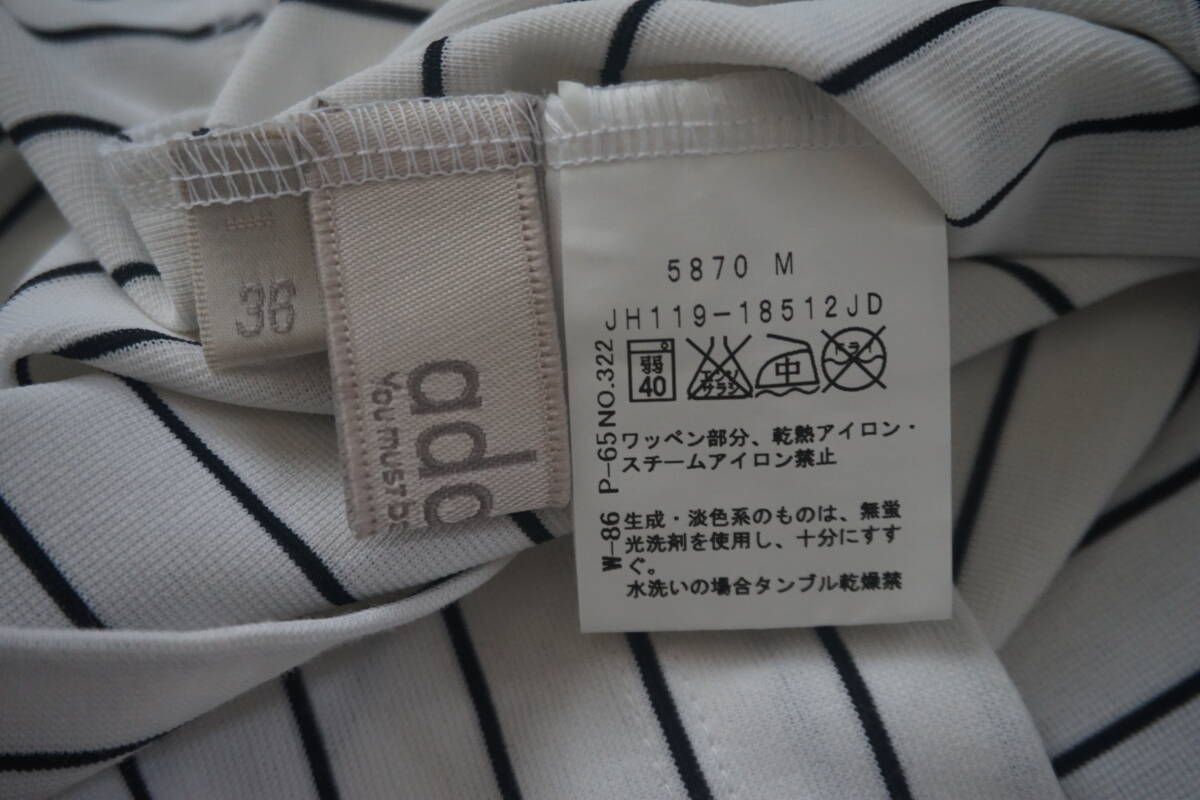 36
add
You must be
5870 M
JH119-18512JD
弱
40
エンソ
サラシ
中
ドライ
W-86 P-65NO.322
ワッペン部分、乾熱アイロン・
スチームアイロン禁止
生成・淡色系のものは、無蛍
光洗剤を使用し、十分にすす
ぐ。
水洗いの場合タンブル乾燥禁